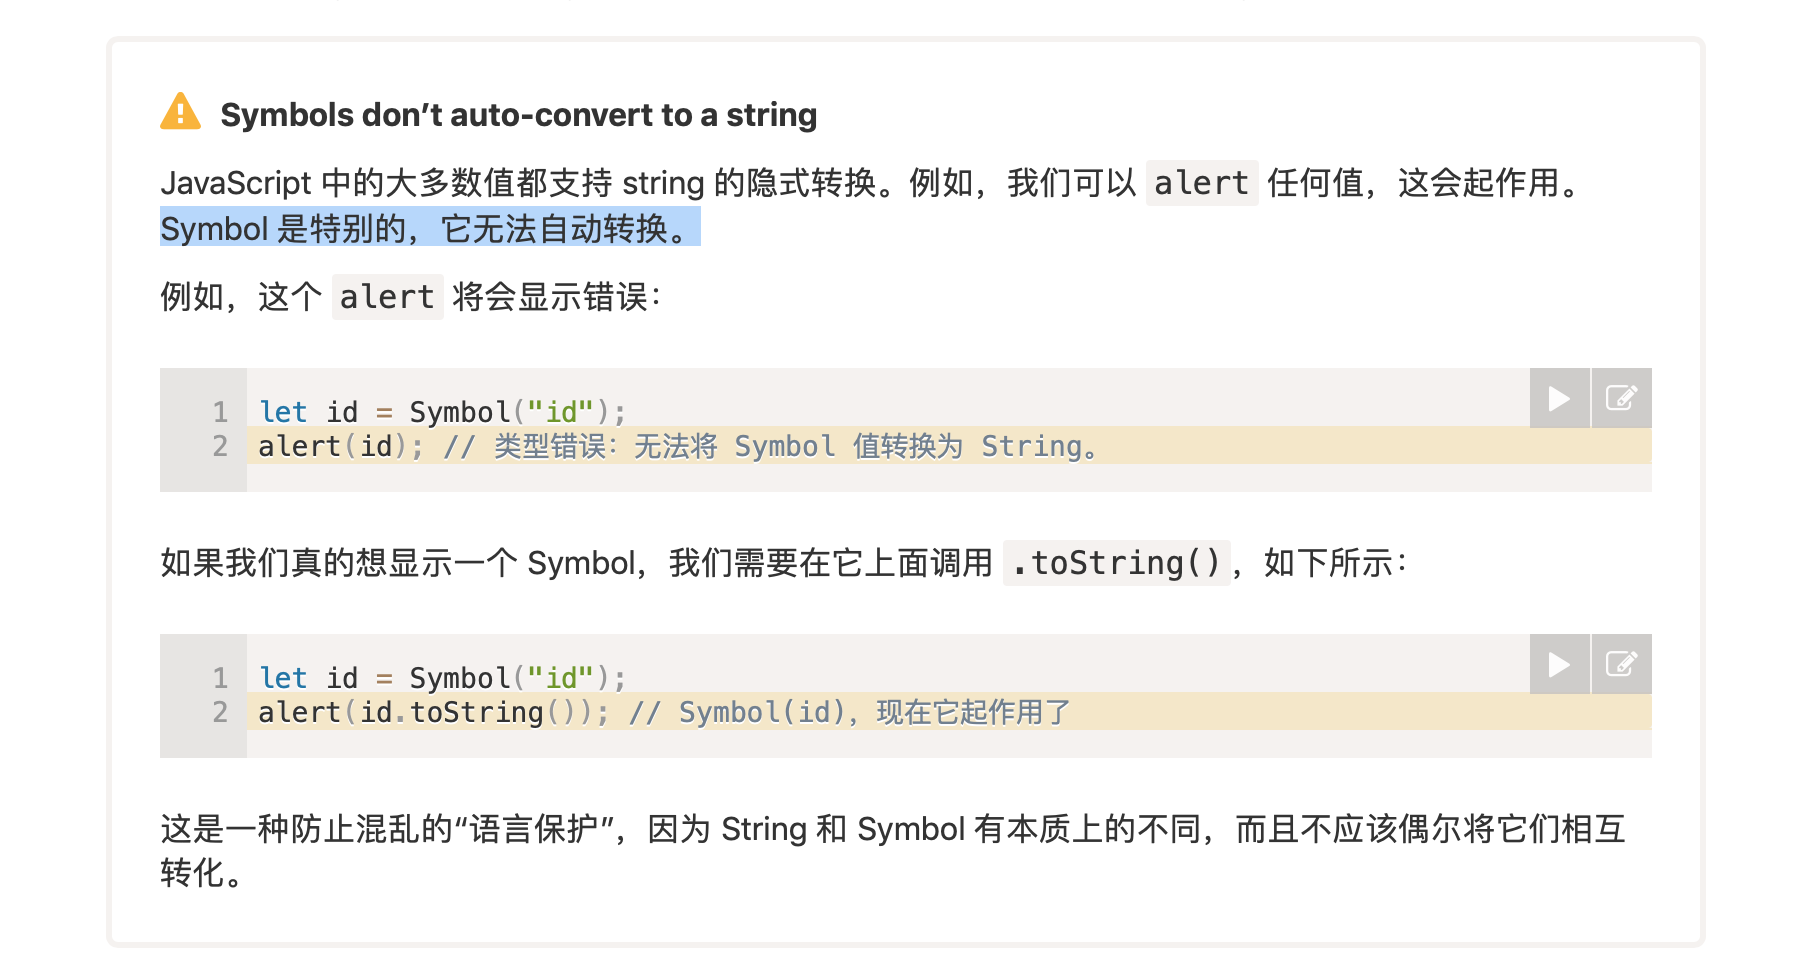 Symbols don’t auto-convert to a string
JavaScript 中的大多数值都支持 string 的隐式转换。例如，我们可以 alert 任何值，这会起作用。
Symbol 是特别的，它无法自动转换。
例如，这个 alert 将会显示错误：
1 let id = Symbol("id");
2 alert(id); // 类型错误：无法将 Symbol 值转换为 String。
如果我们真的想显示一个 Symbol，我们需要在它上面调用 .toString()，如下所示：
1 let id = Symbol("id");
2 alert(id.toString()); // Symbol(id)，现在它起作用了
这是一种防止混乱的“语言保护”，因为 String 和 Symbol 有本质上的不同，而且不应该偶尔将它们相互
转化。